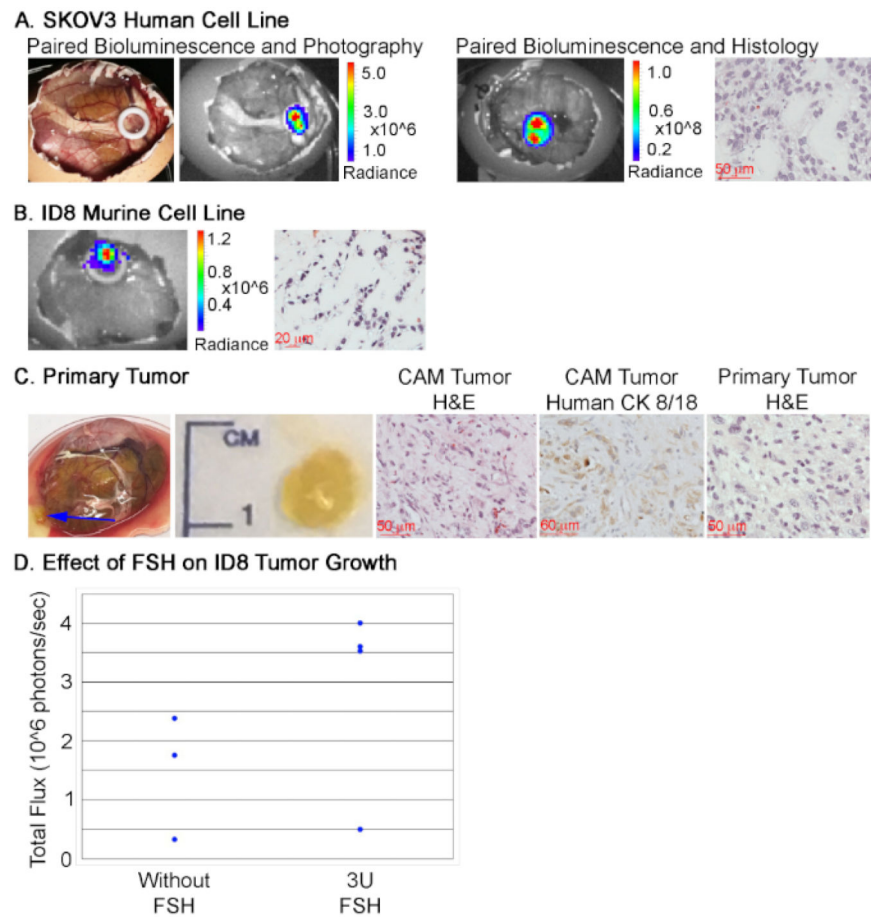 A. SKOV3 Human Cell Line
Paired Bioluminescence and Photography
Paired Bioluminescence and Histology
5.0
3.0
x10^6
1.0
Radiance
1.0
0.6
x10^8
0.2
Radiance
50 µm
B. ID8 Murine Cell Line
1.2
0.8
x10^6
0.4
Radiance
20 µm
C. Primary Tumor
CAM Tumor
H&E
CAM Tumor
Human CK 8/18
Primary Tumor
H&E
CM
1
50 µm
60 µm
50 µm
D. Effect of FSH on ID8 Tumor Growth
Total Flux (10^6 photons/sec)
4
3
2
1
0
Without
FSH
3U
FSH